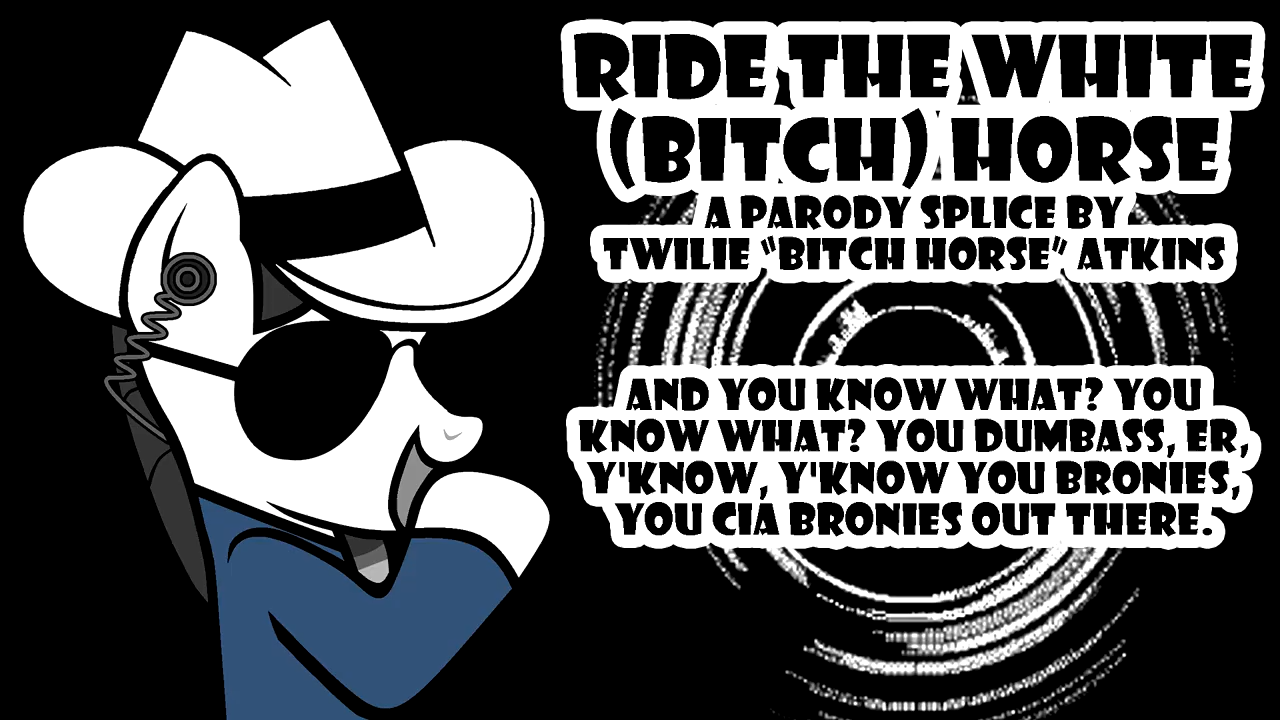 RIDE THE WHITE
(BITCH) HORSE
A PARODY SPLICE BY
TWILIE "BITCH HORSE" ATKINS
AND YOU KNOW WHAT? YOU
KNOW WHAT? YOU DUMBASS, ER,
Y'KNOW, Y'KNOW YOU BRONIES,
YOU CIA BRONIES OUT THERE.